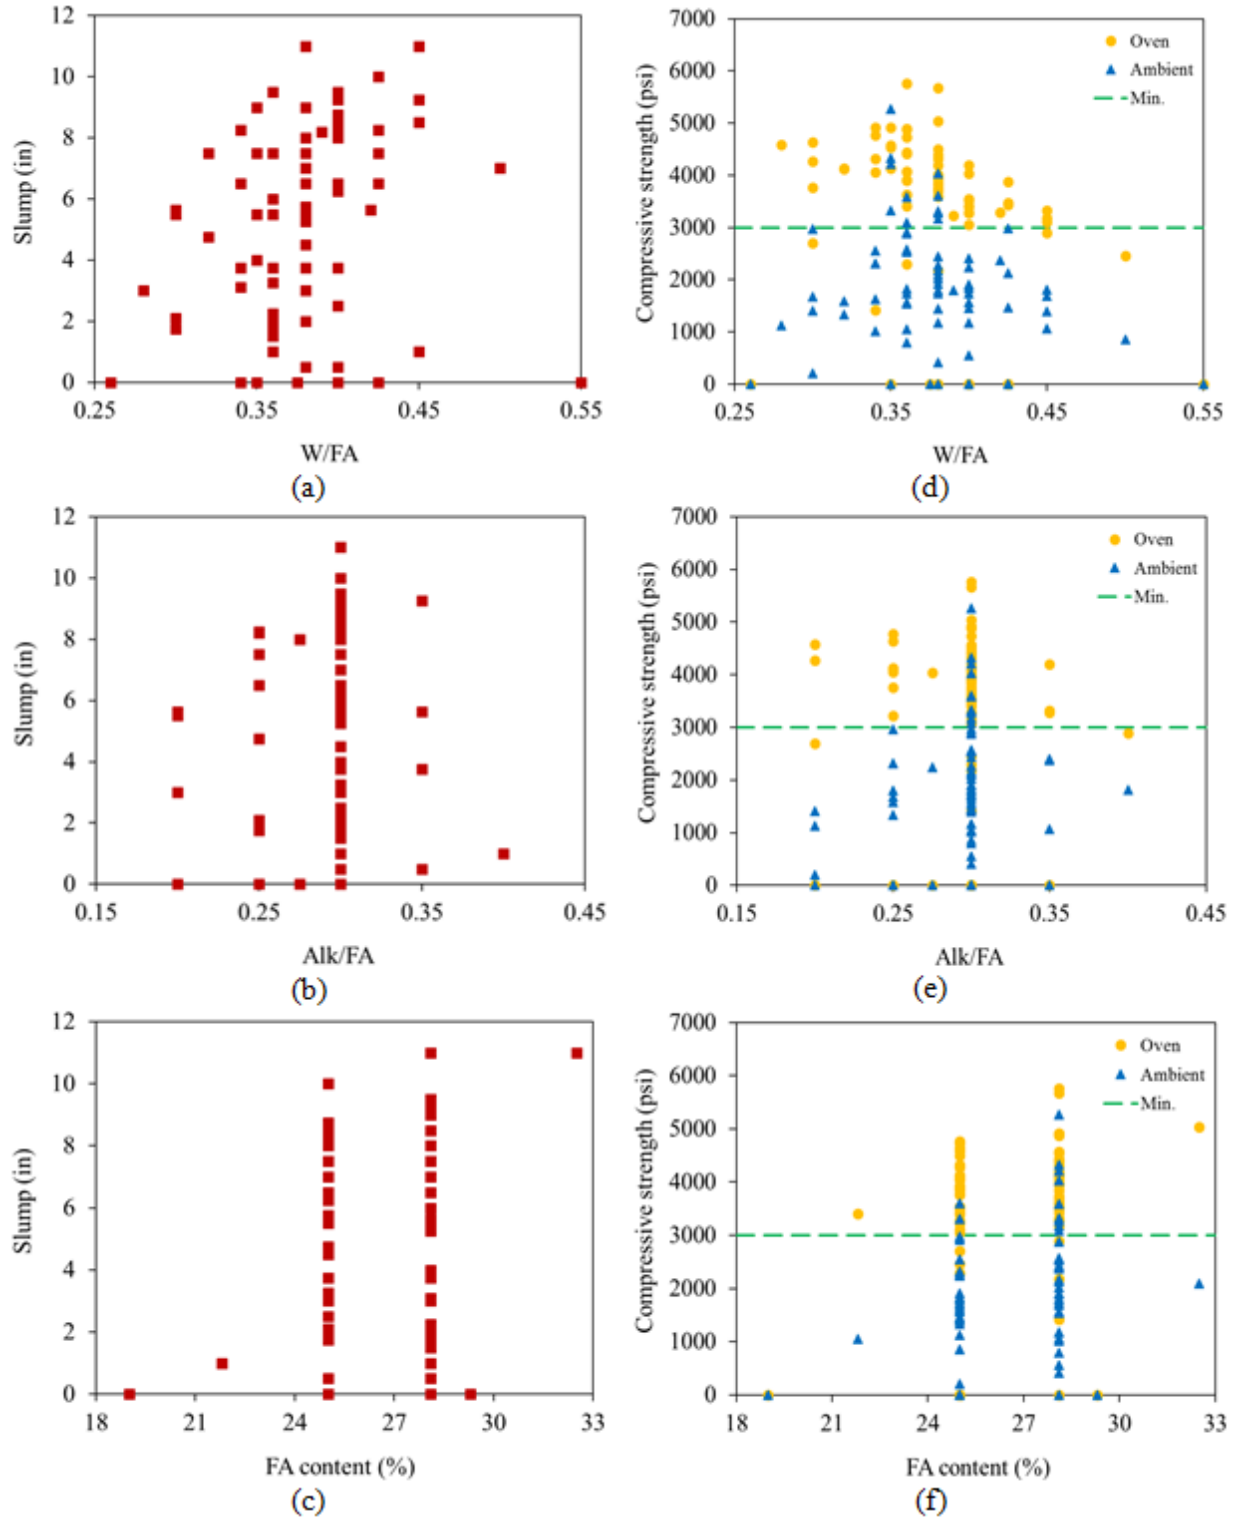 12
10
8
6
4
2
0
Slump (in)
0.25 0.35 0.45 0.55
W/FA
(a)
7000
6000
5000
4000
3000
2000
1000
0
Compressive strength (psi)
Oven
Ambient
Min.
0.25 0.35 0.45 0.55
W/FA
(d)
12
10
8
6
4
2
0
Slump (in)
0.15 0.25 0.35 0.45
Alk/FA
(b)
7000
6000
5000
4000
3000
2000
1000
0
Compressive strength (psi)
Oven
Ambient
Min.
0.15 0.25 0.35 0.45
Alk/FA
(e)
12
10
8
6
4
2
0
Slump (in)
18 21 24 27 30 33
FA content (%)
(c)
7000
6000
5000
4000
3000
2000
1000
0
Compressive strength (psi)
Oven
Ambient
Min.
18 21 24 27 30 33
FA content (%)
(f)